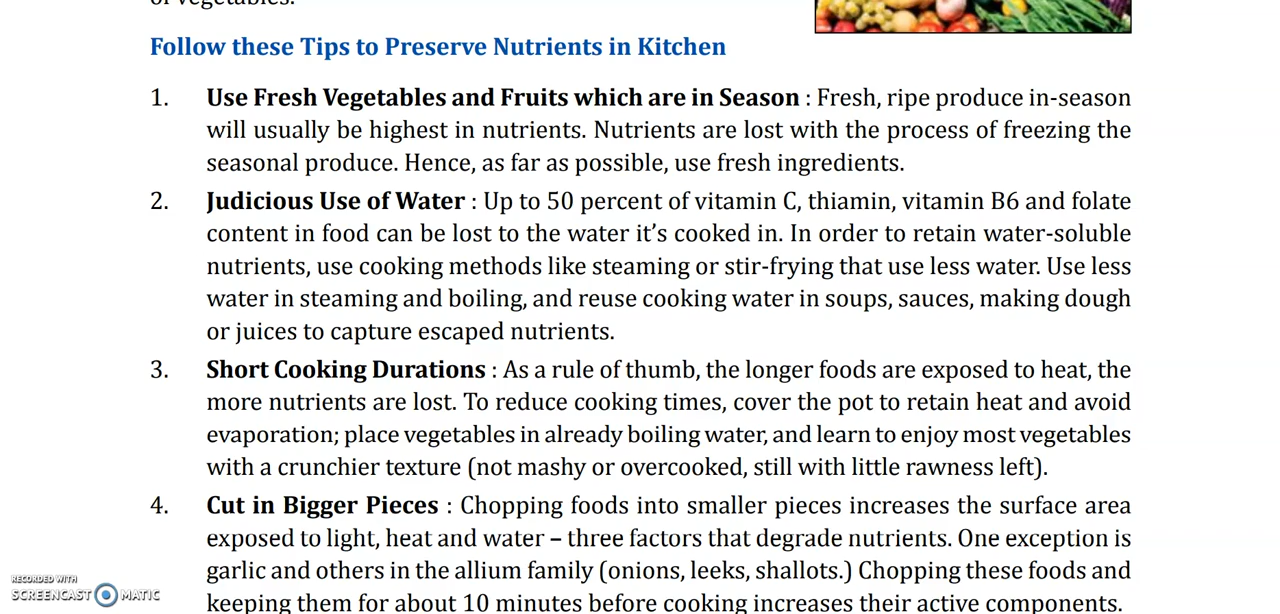 of vegetables.
Follow these Tips to Preserve Nutrients in Kitchen
1. Use Fresh Vegetables and Fruits which are in Season : Fresh, ripe produce in-season
will usually be highest in nutrients. Nutrients are lost with the process of freezing the
seasonal produce. Hence, as far as possible, use fresh ingredients.
2. Judicious Use of Water : Up to 50 percent of vitamin C, thiamin, vitamin B6 and folate
content in food can be lost to the water it’s cooked in. In order to retain water-soluble
nutrients, use cooking methods like steaming or stir-frying that use less water. Use less
water in steaming and boiling, and reuse cooking water in soups, sauces, making dough
or juices to capture escaped nutrients.
3. Short Cooking Durations : As a rule of thumb, the longer foods are exposed to heat, the
more nutrients are lost. To reduce cooking times, cover the pot to retain heat and avoid
evaporation; place vegetables in already boiling water, and learn to enjoy most vegetables
with a crunchier texture (not mashy or overcooked, still with little rawness left).
4. Cut in Bigger Pieces : Chopping foods into smaller pieces increases the surface area
exposed to light, heat and water – three factors that degrade nutrients. One exception is
garlic and others in the allium family (onions, leeks, shallots.) Chopping these foods and
keeping them for about 10 minutes before cooking increases their active components.
RECORDED WITH
SCREENCAST MATIC